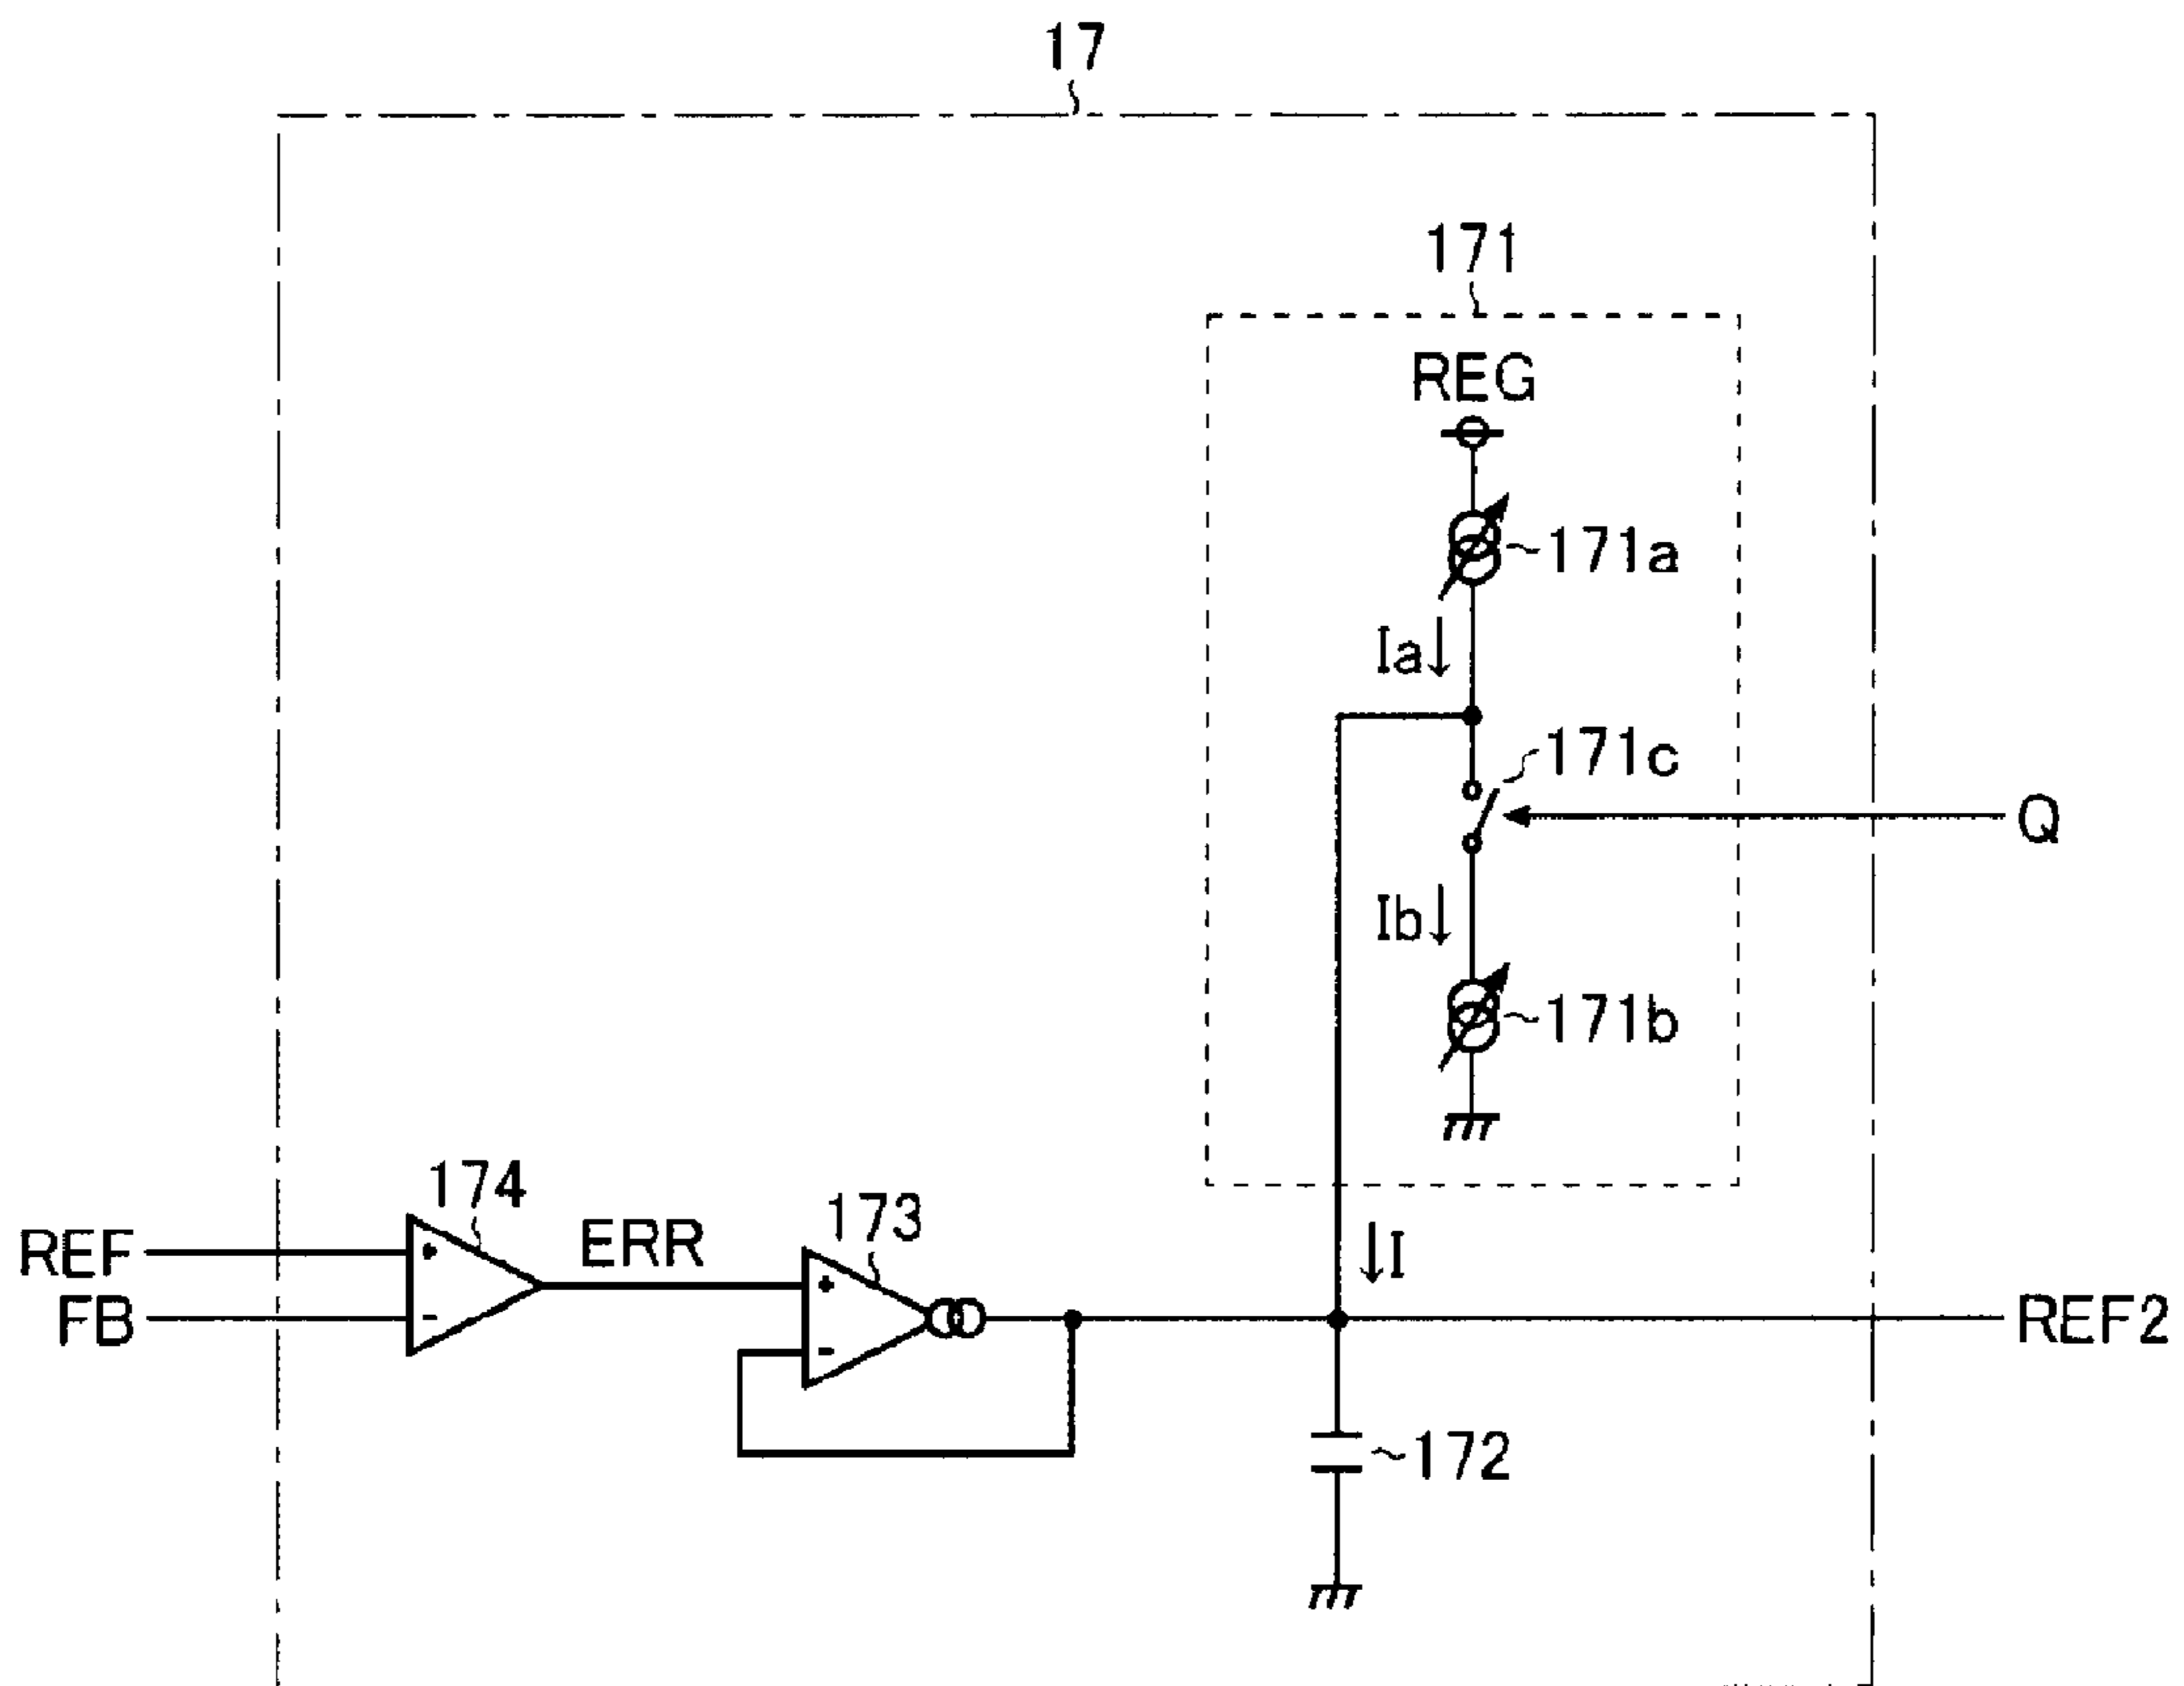 17
171
REG
171a
Ia
171c
Q
Ib
171b
174
ERR
173
REF
FB
+
-
+
-
I
REF2
172